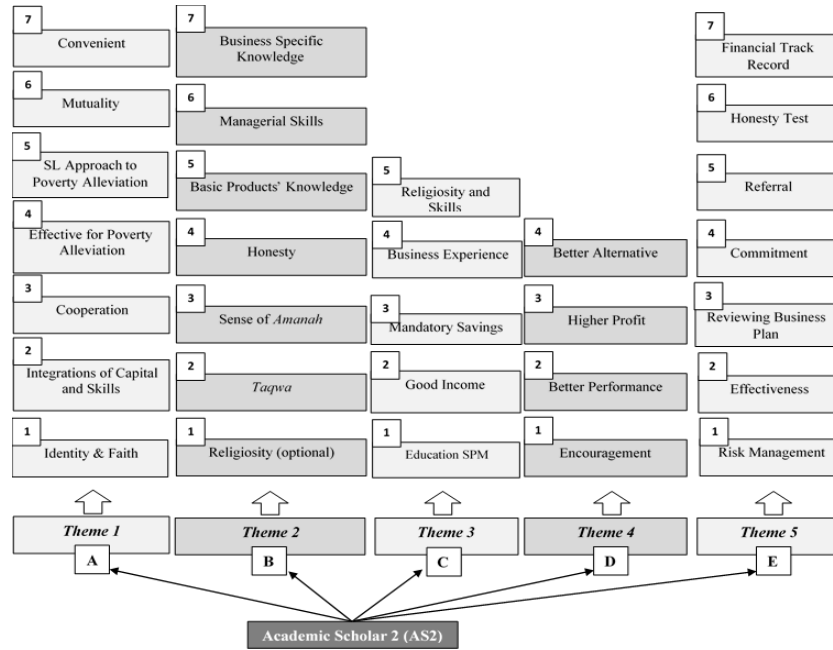 7
Convenient
6
Mutuality
5
SL Approach to
Poverty Alleviation
4
Effective for Poverty
Alleviation
3
Cooperation
2
Integrations of Capital
and Skills
1
Identity & Faith
Theme 1
A
7
Business Specific
Knowledge
6
Managerial Skills
5
Basic Products' Knowledge
4
Honesty
3
Sense of Amanah
2
Taqwa
1
Religiosity (optional)
Theme 2
B
5
Religiosity and
Skills
4
Business Experience
3
Mandatory Savings
2
Good Income
1
Education SPM
Theme 3
C
4
Better Alternative
3
Higher Profit
2
Better Performance
1
Encouragement
Theme 4
D
7
Financial Track
Record
6
Honesty Test
5
Referral
4
Commitment
3
Reviewing Business
Plan
2
Effectiveness
1
Risk Management
Theme 5
E
Academic Scholar 2 (AS2)